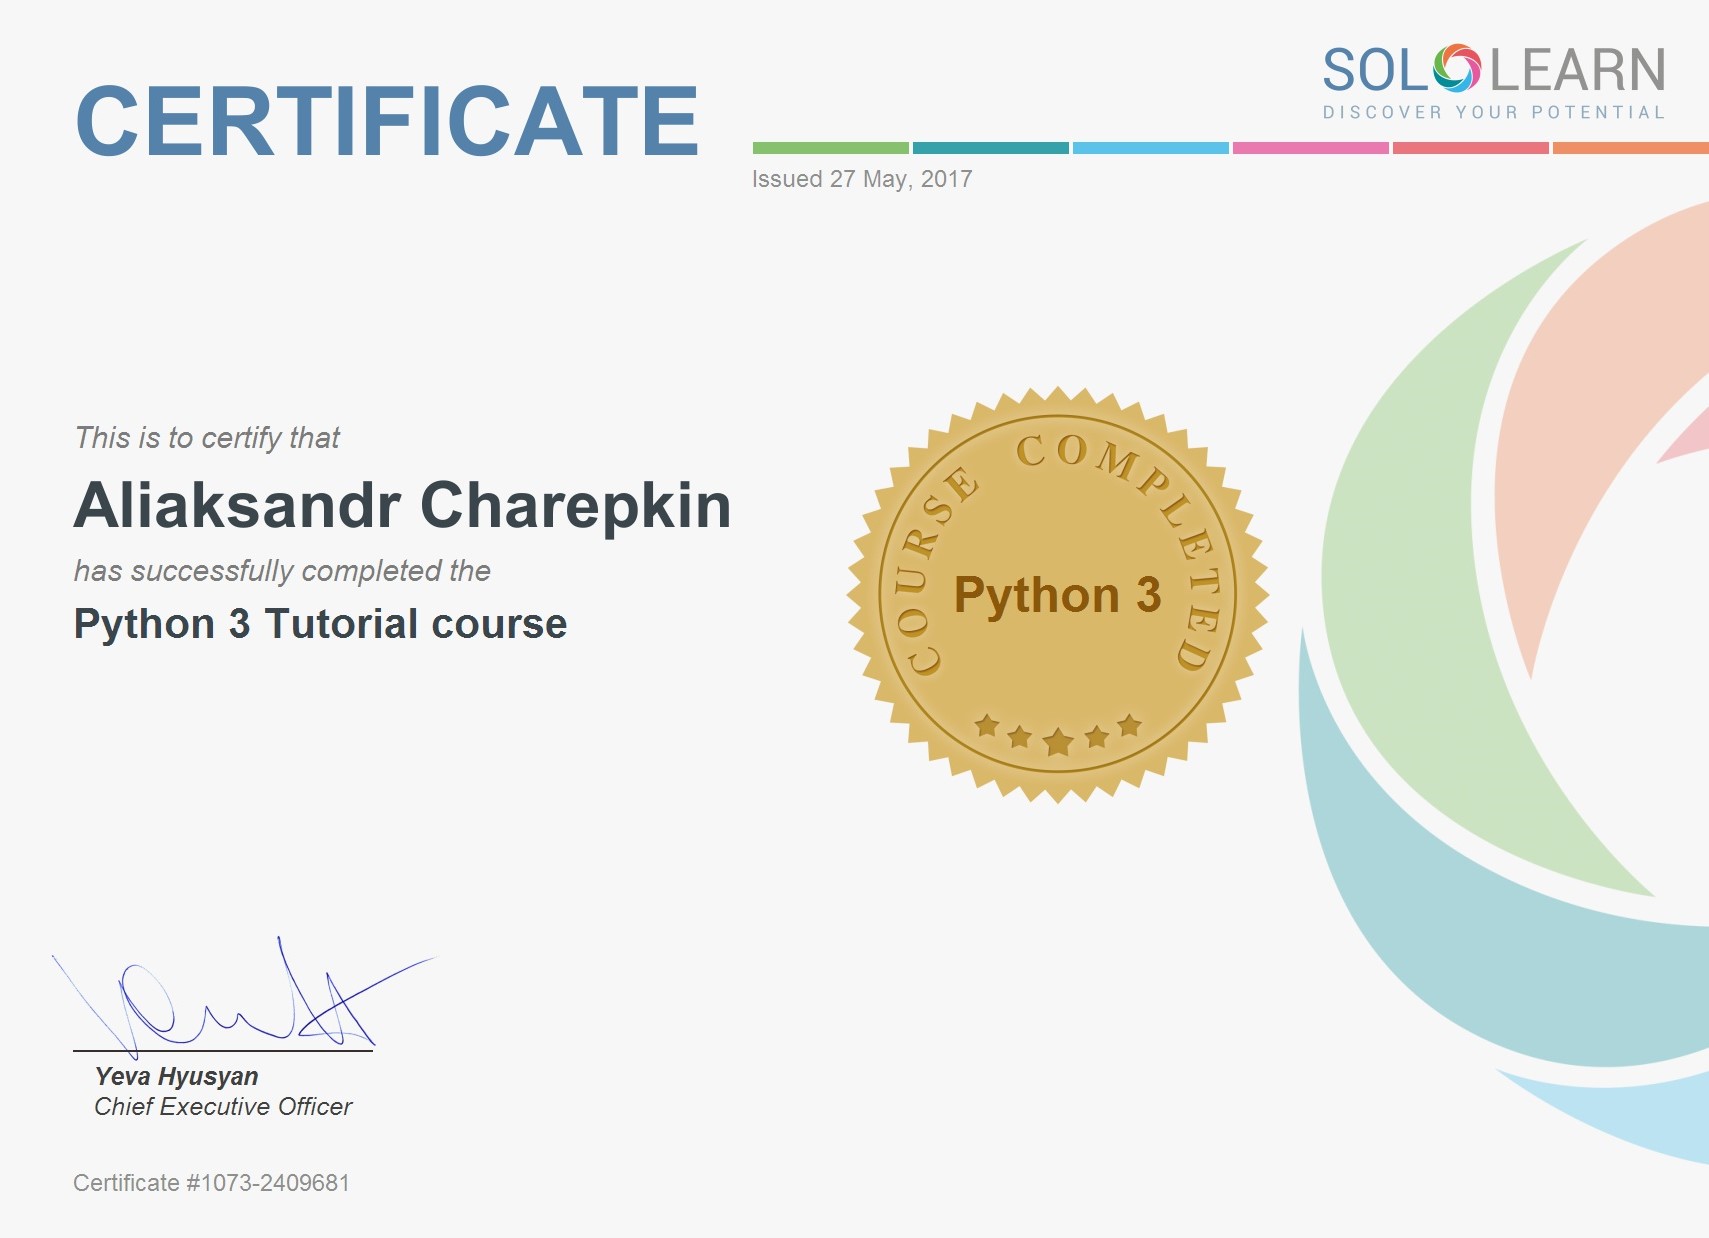 CERTIFICATE
SOLOLEARN
DISCOVER YOUR POTENTIAL
Issued 27 May, 2017
This is to certify that
Aliaksandr Charepkin
has successfully completed the
Python 3 Tutorial course
COURSE COMPLETED
Python 3
Yeva Hyusyan
Chief Executive Officer
Certificate #1073-2409681